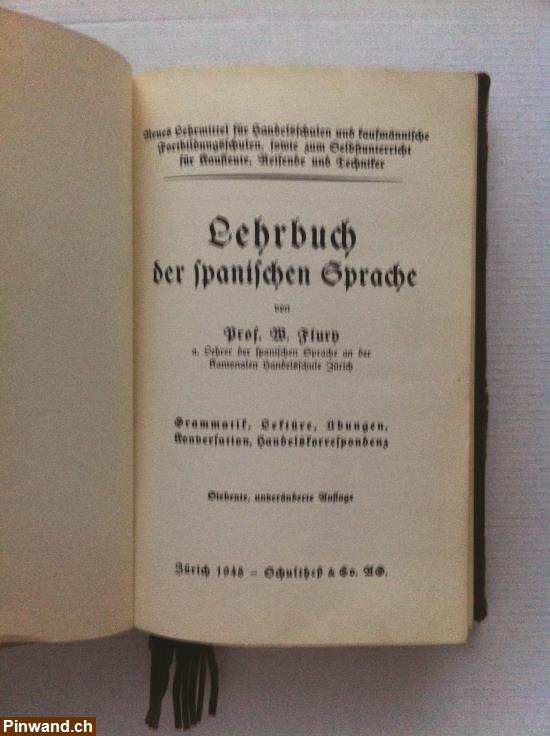 Neues Lehrmittel für Handelsschulen und kaufmännische
Fortbildungsschulen, sowie zum Selbstunterricht
für Kaufleute, Reisende und Techniker
Lehrbuch
der spanischen Sprache
von
Prof. W. Flury
a. Lehrer der spanischen Sprache an der
Kantonalen Handelsschule Zürich
Grammatik, Lektüre, Übungen,
Konversation, Handelskorrespondenz
Siebente, unveränderte Auflage
Zürich 1948 – Schultheß & Co. AG.
Pinwand.ch